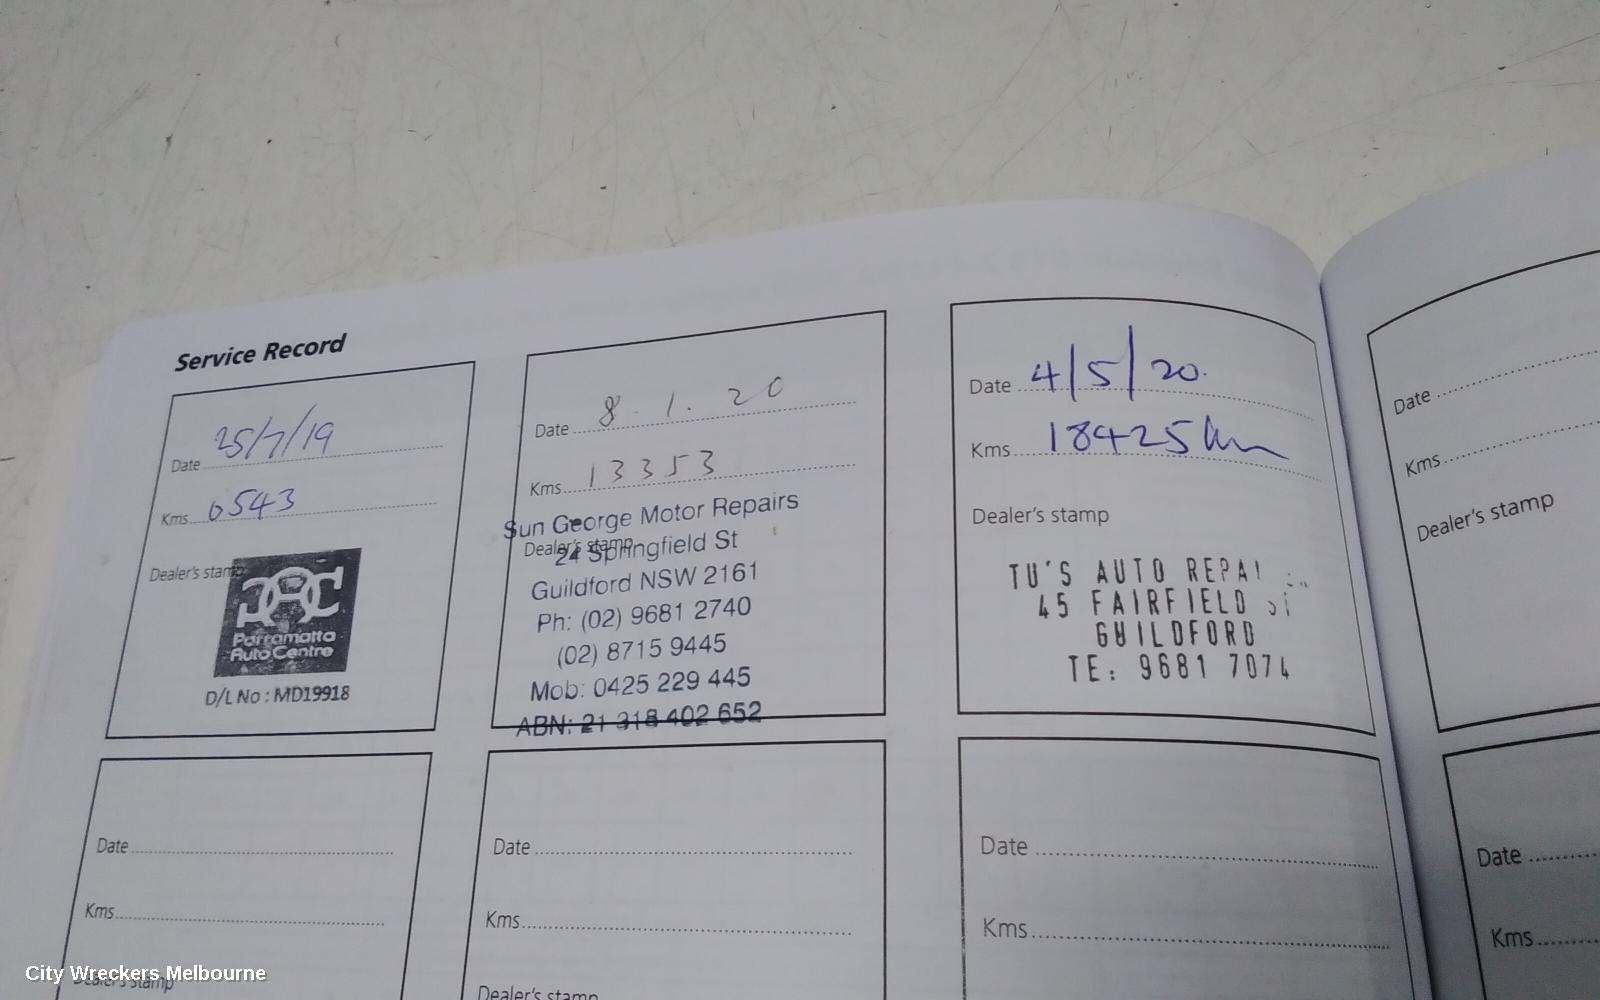 Service Record
Date 25/7/19
Kms 6543
Dealer's stamp
Parramatta
Auto Centre
D/L No : MD19918
Date 8.1.20
Kms 13353
Dealer's stamp
Sun George Motor Repairs
24 Springfield St
Guildford NSW 2161
Ph: (02) 9681 2740
(02) 8715 9445
Mob: 0425 229 445
ABN: 21 318 402 652
Date 4/5/20.
Kms 18425 km
Dealer's stamp
TU'S AUTO
45 FAIRFIELD
GUILDFORD
TE: 9681 7074
Date
Kms
Dealer's stamp
Date
Kms
Dealer's stamp
Date
Kms
Dealer's stamp
Date
Kms
Date
Kms
City Wreckers Melbourne